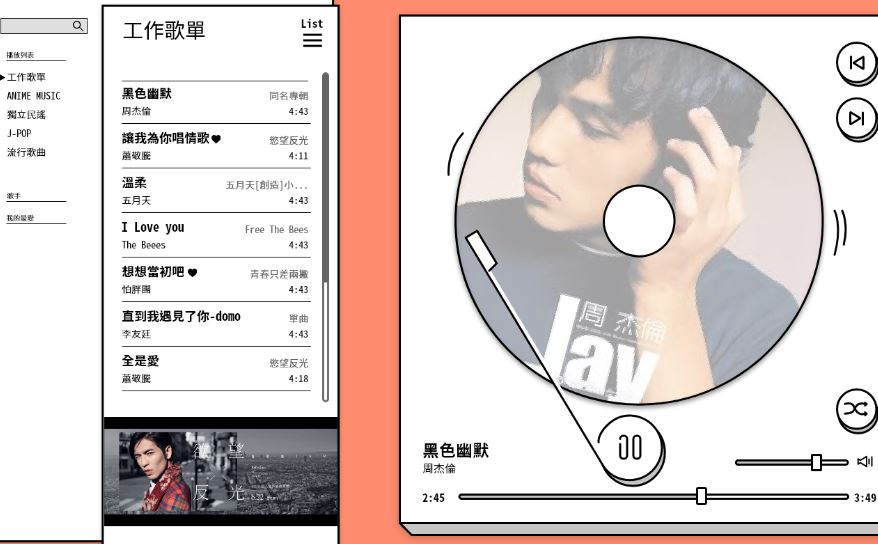 播放列表
工作歌單
ANIME MUSIC
獨立民謠
J-POP
流行歌曲
歌手
我的最愛
工作歌單
List
黑色幽默 同名專輯
周杰倫 4:43
讓我為你唱情歌 慾望反光
蕭敬騰 4:11
溫柔 五月天[創造]小...
五月天 4:43
I Love you Free The Bees
The Beees 4:43
想想當初吧 青春只差兩撇
怕胖團 4:43
直到我遇見了你-domo 單曲
李友廷 4:43
全是愛 慾望反光
蕭敬騰 4:18
欲望
反光
周杰倫
Jay
黑色幽默
周杰倫
2:45 3:49